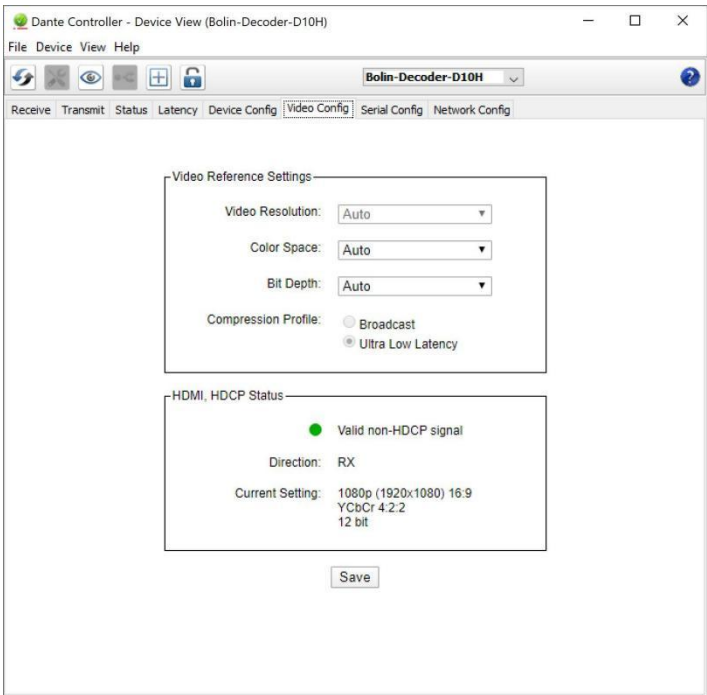 Dante Controller - Device View (Bolin-Decoder-D10H)
File Device View Help
Bolin-Decoder-D10H
?
Receive Transmit Status Latency Device Config Video Config Serial Config Network Config
Video Reference Settings
Video Resolution: Auto
Color Space: Auto
Bit Depth: Auto
Compression Profile: Broadcast
Ultra Low Latency
HDMI, HDCP Status
Valid non-HDCP signal
Direction: RX
Current Setting: 1080p (1920x1080) 16:9
YCbCr 4:2:2
12 bit
Save